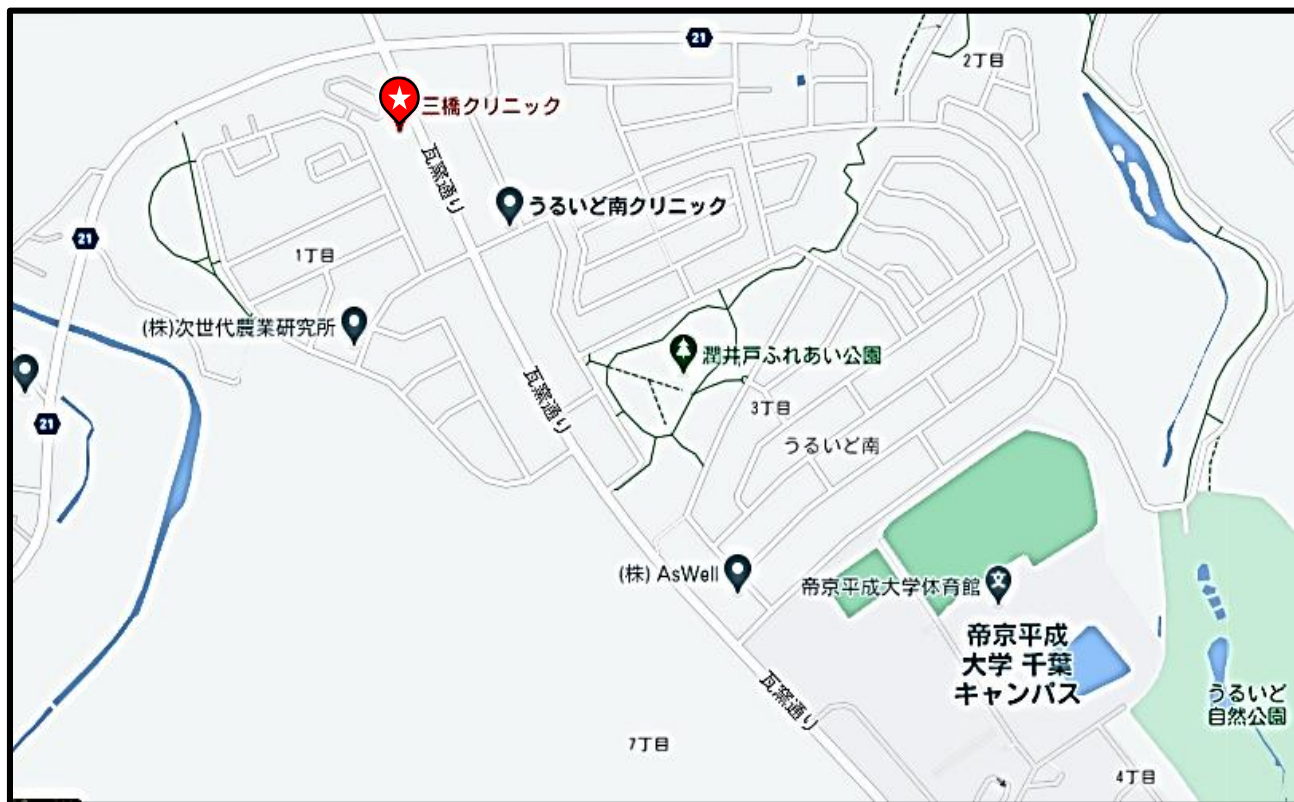 21
2丁目
三橋クリニック
瓦窯通り
うるいど南クリニック
21
1丁目
(株)次世代農業研究所
潤井戸ふれあい公園
瓦窯通り
3丁目
21
うるいど南
(株) AsWell
帝京平成大学体育館
文
帝京平成
大学 千葉
キャンパス
瓦窯通り
うるいど
自然公園
7丁目
4丁目